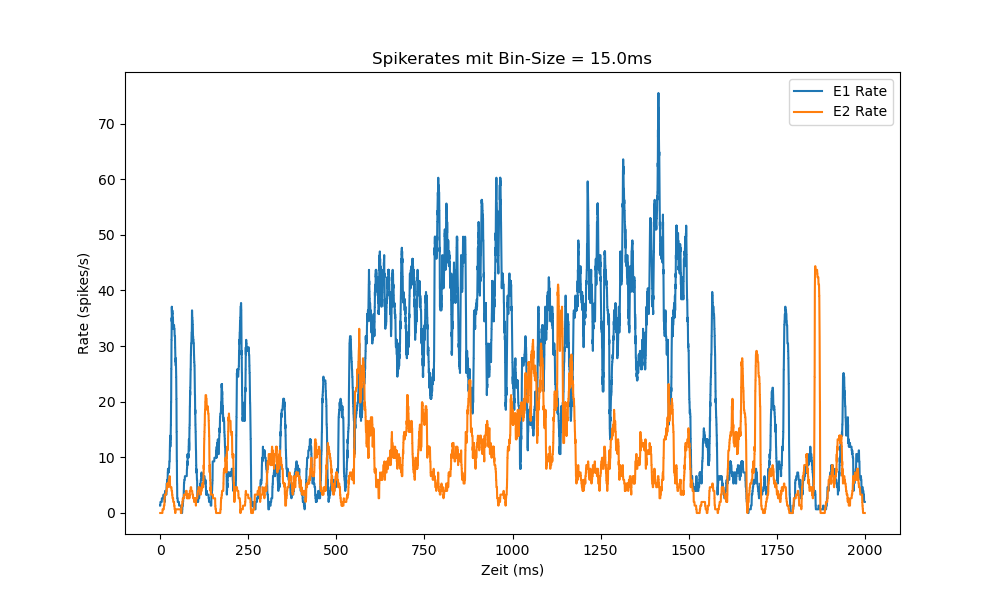 Spikerates mit Bin-Size = 15.0ms
E1 Rate
E2 Rate
70
60
50
40
30
20
10
0
Rate (spikes/s)
0 250 500 750 1000 1250 1500 1750 2000
Zeit (ms)